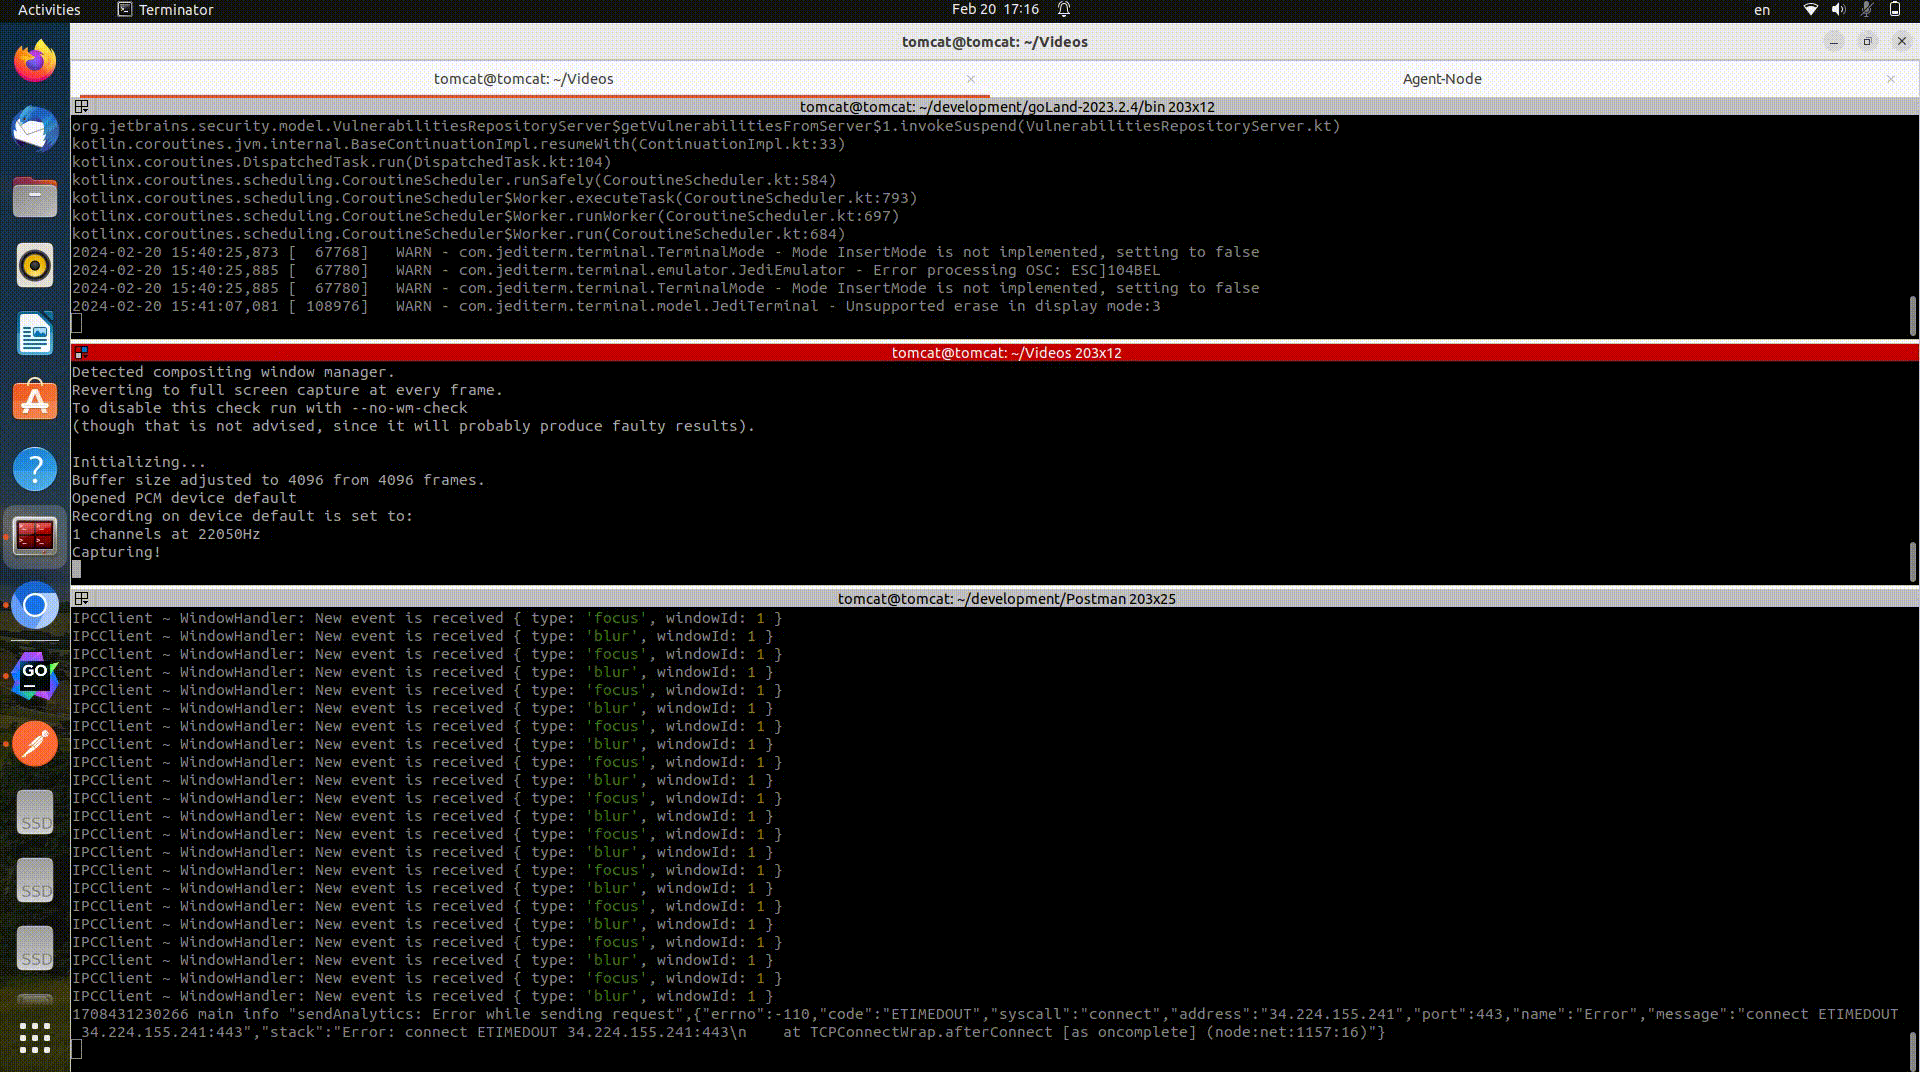 Activities
Terminator
Feb 20 17:16
en
tomcat@tomcat: ~/Videos
tomcat@tomcat: ~/Videos
Agent-Node
tomcat@tomcat: ~/development/goLand-2023.2.4/bin 203x12
org.jetbrains.security.model.VulnerabilitiesRepositoryServer$getVulnerabilitiesFromServer$1.invokeSuspend(VulnerabilitiesRepositoryServer.kt)
kotlin.coroutines.jvm.internal.BaseContinuationImpl.resumeWith(ContinuationImpl.kt:33)
kotlinx.coroutines.DispatchedTask.run(DispatchedTask.kt:104)
kotlinx.coroutines.scheduling.CoroutineScheduler.runSafely(CoroutineScheduler.kt:584)
kotlinx.coroutines.scheduling.CoroutineScheduler$Worker.executeTask(CoroutineScheduler.kt:793)
kotlinx.coroutines.scheduling.CoroutineScheduler$Worker.runWorker(CoroutineScheduler.kt:697)
kotlinx.coroutines.scheduling.CoroutineScheduler$Worker.run(CoroutineScheduler.kt:684)
2024-02-20 15:40:25,873 [  67768]   WARN - com.jediterm.terminal.TerminalMode - Mode InsertMode is not implemented, setting to false
2024-02-20 15:40:25,885 [  67780]   WARN - com.jediterm.terminal.emulator.JediEmulator - Error processing OSC: ESC]104BEL
2024-02-20 15:40:25,885 [  67780]   WARN - com.jediterm.terminal.TerminalMode - Mode InsertMode is not implemented, setting to false
2024-02-20 15:41:07,081 [ 108976]   WARN - com.jediterm.terminal.model.JediTerminal - Unsupported erase in display mode:3
tomcat@tomcat: ~/Videos 203x12
Detected compositing window manager.
Reverting to full screen capture at every frame.
To disable this check run with --no-wm-check
(though that is not advised, since it will probably produce faulty results).
Initializing...
Buffer size adjusted to 4096 from 4096 frames.
Opened PCM device default
Recording on device default is set to:
1 channels at 22050Hz
Capturing!
tomcat@tomcat: ~/development/Postman 203x25
IPCClient ~ WindowHandler: New event is received { type: 'focus', windowId: 1 }
IPCClient ~ WindowHandler: New event is received { type: 'blur', windowId: 1 }
IPCClient ~ WindowHandler: New event is received { type: 'focus', windowId: 1 }
IPCClient ~ WindowHandler: New event is received { type: 'blur', windowId: 1 }
IPCClient ~ WindowHandler: New event is received { type: 'focus', windowId: 1 }
IPCClient ~ WindowHandler: New event is received { type: 'blur', windowId: 1 }
IPCClient ~ WindowHandler: New event is received { type: 'focus', windowId: 1 }
IPCClient ~ WindowHandler: New event is received { type: 'blur', windowId: 1 }
IPCClient ~ WindowHandler: New event is received { type: 'focus', windowId: 1 }
IPCClient ~ WindowHandler: New event is received { type: 'blur', windowId: 1 }
IPCClient ~ WindowHandler: New event is received { type: 'focus', windowId: 1 }
IPCClient ~ WindowHandler: New event is received { type: 'blur', windowId: 1 }
IPCClient ~ WindowHandler: New event is received { type: 'focus', windowId: 1 }
IPCClient ~ WindowHandler: New event is received { type: 'blur', windowId: 1 }
IPCClient ~ WindowHandler: New event is received { type: 'focus', windowId: 1 }
IPCClient ~ WindowHandler: New event is received { type: 'blur', windowId: 1 }
IPCClient ~ WindowHandler: New event is received { type: 'focus', windowId: 1 }
IPCClient ~ WindowHandler: New event is received { type: 'blur', windowId: 1 }
IPCClient ~ WindowHandler: New event is received { type: 'focus', windowId: 1 }
IPCClient ~ WindowHandler: New event is received { type: 'blur', windowId: 1 }
IPCClient ~ WindowHandler: New event is received { type: 'focus', windowId: 1 }
IPCClient ~ WindowHandler: New event is received { type: 'blur', windowId: 1 }
1708431230266 main info "sendAnalytics: Error while sending request",{"errno":-110,"code":"ETIMEDOUT","syscall":"connect","address":"34.224.155.241","port":443,"name":"Error","message":"connect ETIMEDOUT
34.224.155.241:443","stack":"Error: connect ETIMEDOUT 34.224.155.241:443\n    at TCPConnectWrap.afterConnect [as oncomplete] (node:net:1157:16)"}
GO
SSD
SSD
SSD